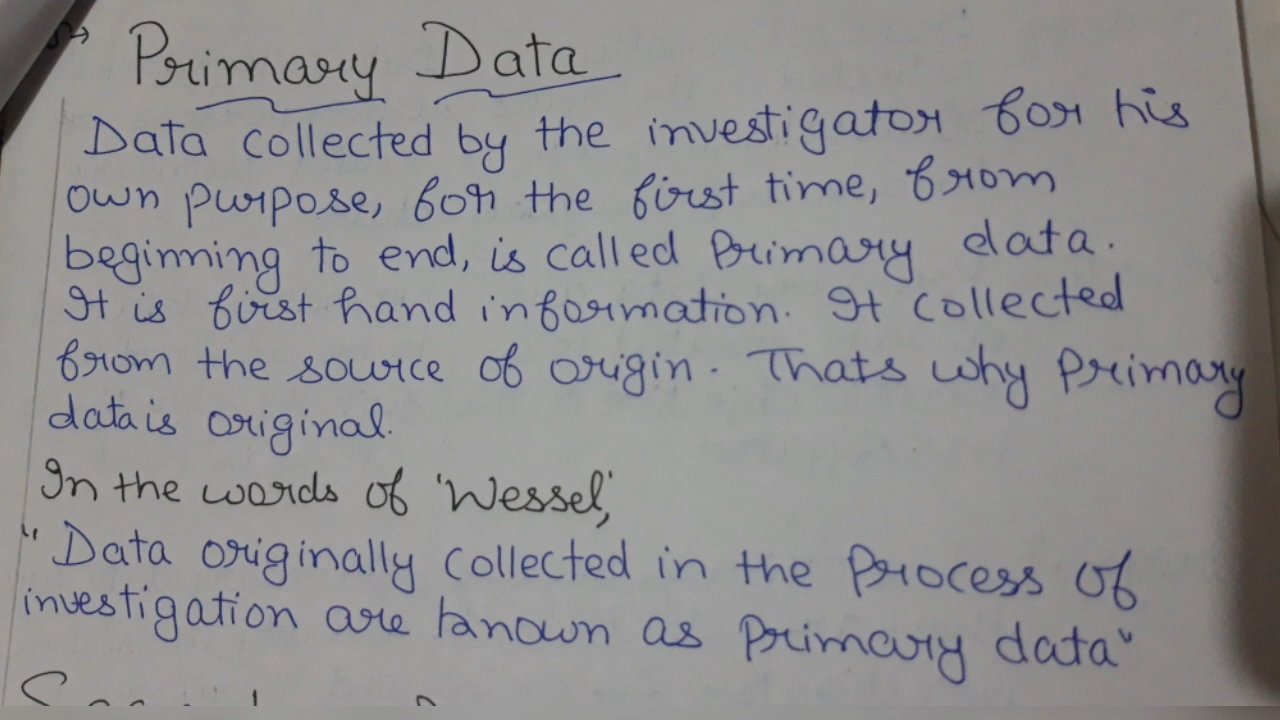 Primary Data
Data collected by the investigator for his
own purpose, for the first time, from
beginning to end, is called Primary data.
It is first hand information. It collected
from the source of origin. Thats why Primary
data is original.
In the words of 'Wessel',
"Data originally collected in the Process of
investigation are known as Primary data"